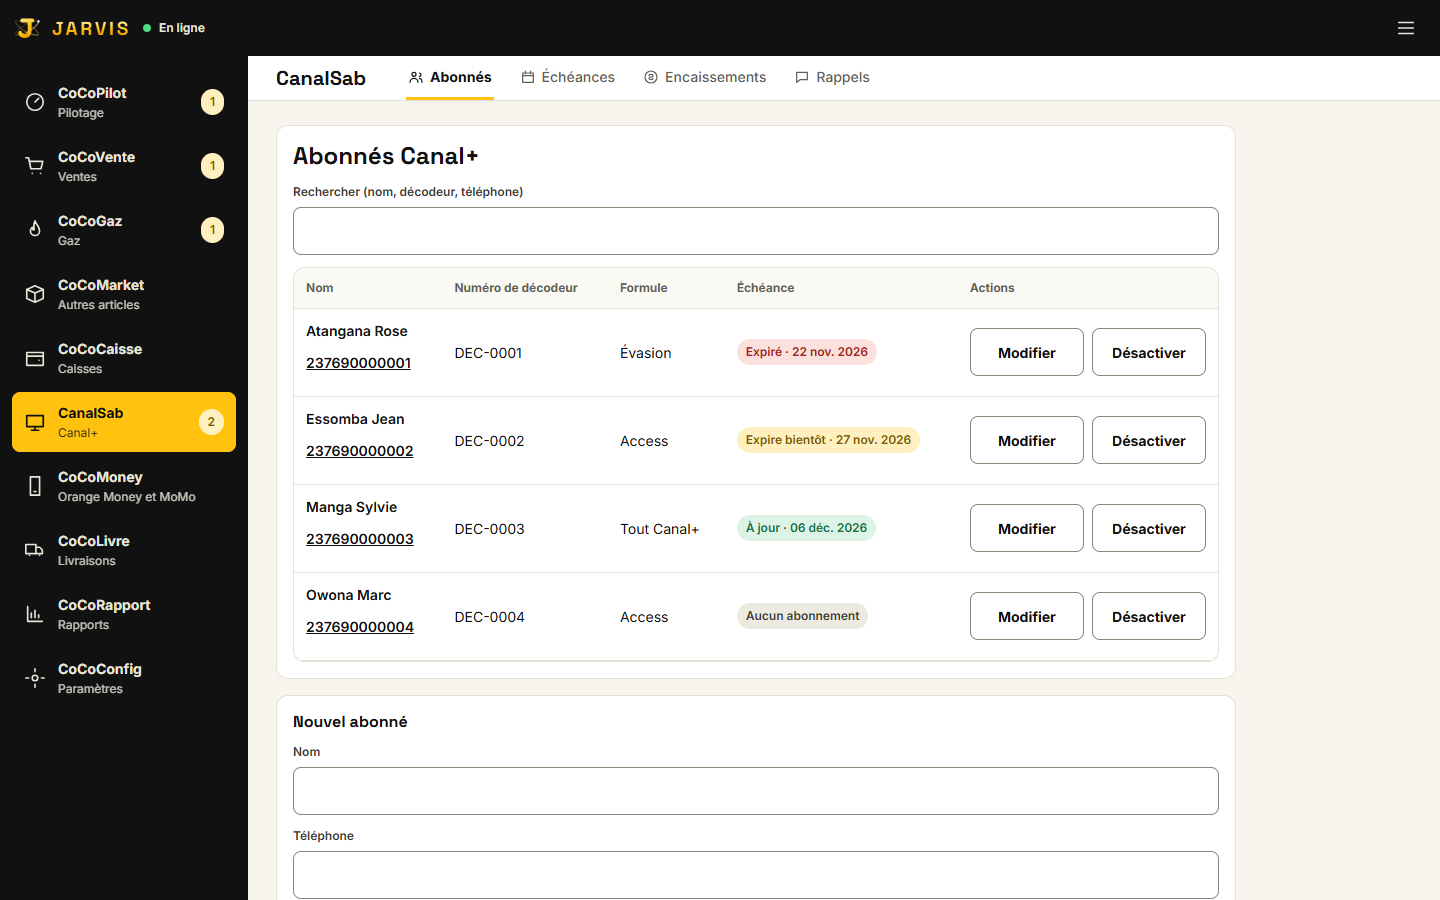 JARVIS
En ligne
CoCoPilot
Pilotage
1
CoCoVente
Ventes
1
CoCoGaz
Gaz
1
CoCoMarket
Autres articles
CoCoCaisse
Caisses
CanalSab
Canal+
2
CoCoMoney
Orange Money et MoMo
CoCoLivre
Livraisons
CoCoRapport
Rapports
CoCoConfig
Paramètres
CanalSab Abonnés Échéances Encaissements Rappels
Abonnés Canal+
Rechercher (nom, décodeur, téléphone)
Nom Numéro de décodeur Formule Échéance Actions
Atangana Rose
237690000001
DEC-0001 Évasion Expiré · 22 nov. 2026 Modifier Désactiver
Essomba Jean
237690000002
DEC-0002 Access Expire bientôt · 27 nov. 2026 Modifier Désactiver
Manga Sylvie
237690000003
DEC-0003 Tout Canal+ À jour · 06 déc. 2026 Modifier Désactiver
Owona Marc
237690000004
DEC-0004 Access Aucun abonnement Modifier Désactiver
Nouvel abonné
Nom
Téléphone